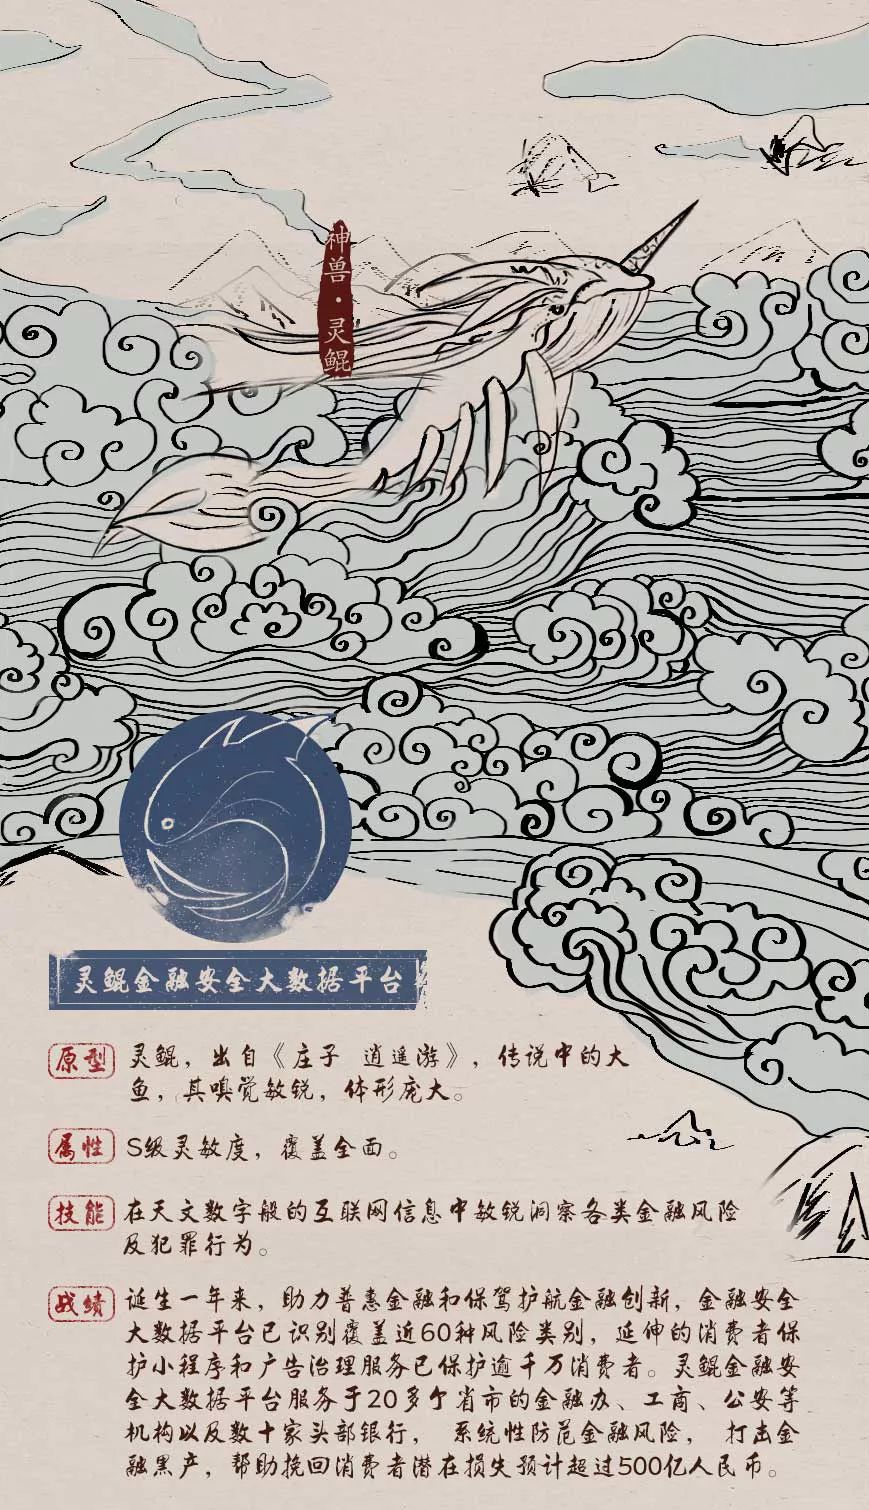 神兽·灵鲲
灵鲲金融安全大数据平台
原型 灵鲲，出自《庄子 逍遥游》，传说中的大
鱼，其嗅觉敏锐，体形庞大。
属性 S级灵敏度，覆盖全面。
技能 在天文数字般的互联网信息中敏锐洞察各类金融风险
及犯罪行为。
战绩 诞生一年来，助力普惠金融和保驾护航金融创新，金融安全
大数据平台已识别覆盖近60种风险类别，延伸的消费者保
护小程序和广告治理服务已保护逾千万消费者。灵鲲金融安
全大数据平台服务于20多个省市的金融办、工商、公安等
机构以及数十家头部银行， 系统性防范金融风险， 打击金
融黑产，帮助挽回消费者潜在损失预计超过500亿人民币。